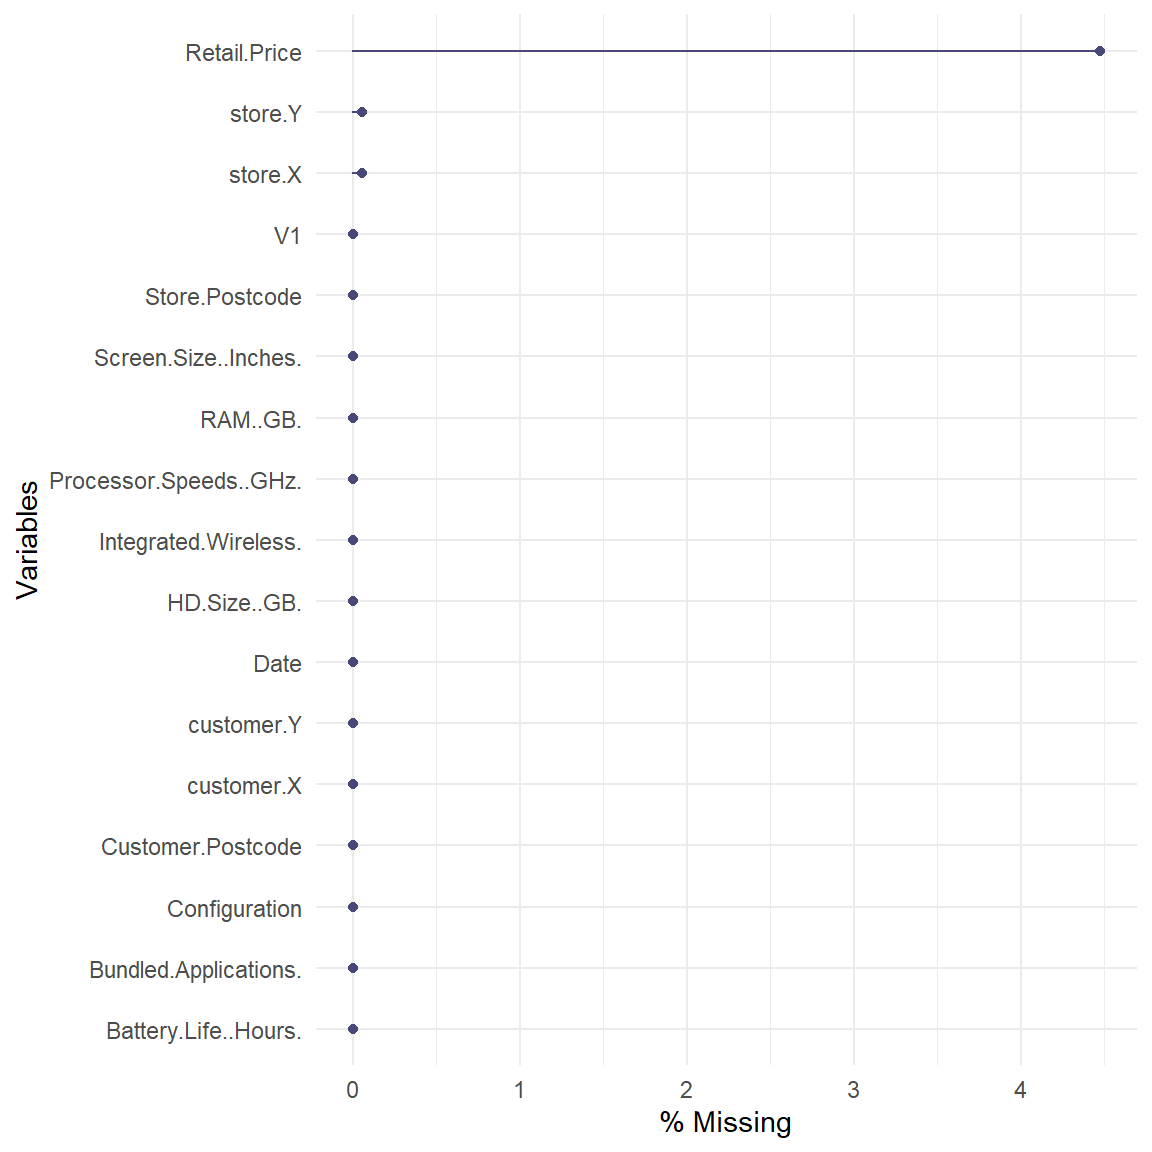 Retail.Price
store.Y
store.X
V1
Store.Postcode
Screen.Size..Inches.
RAM..GB.
Processor.Speeds..GHz.
Integrated.Wireless.
HD.Size..GB.
Date
customer.Y
customer.X
Customer.Postcode
Configuration
Bundled.Applications.
Battery.Life..Hours.
Variables
0 1 2 3 4
% Missing